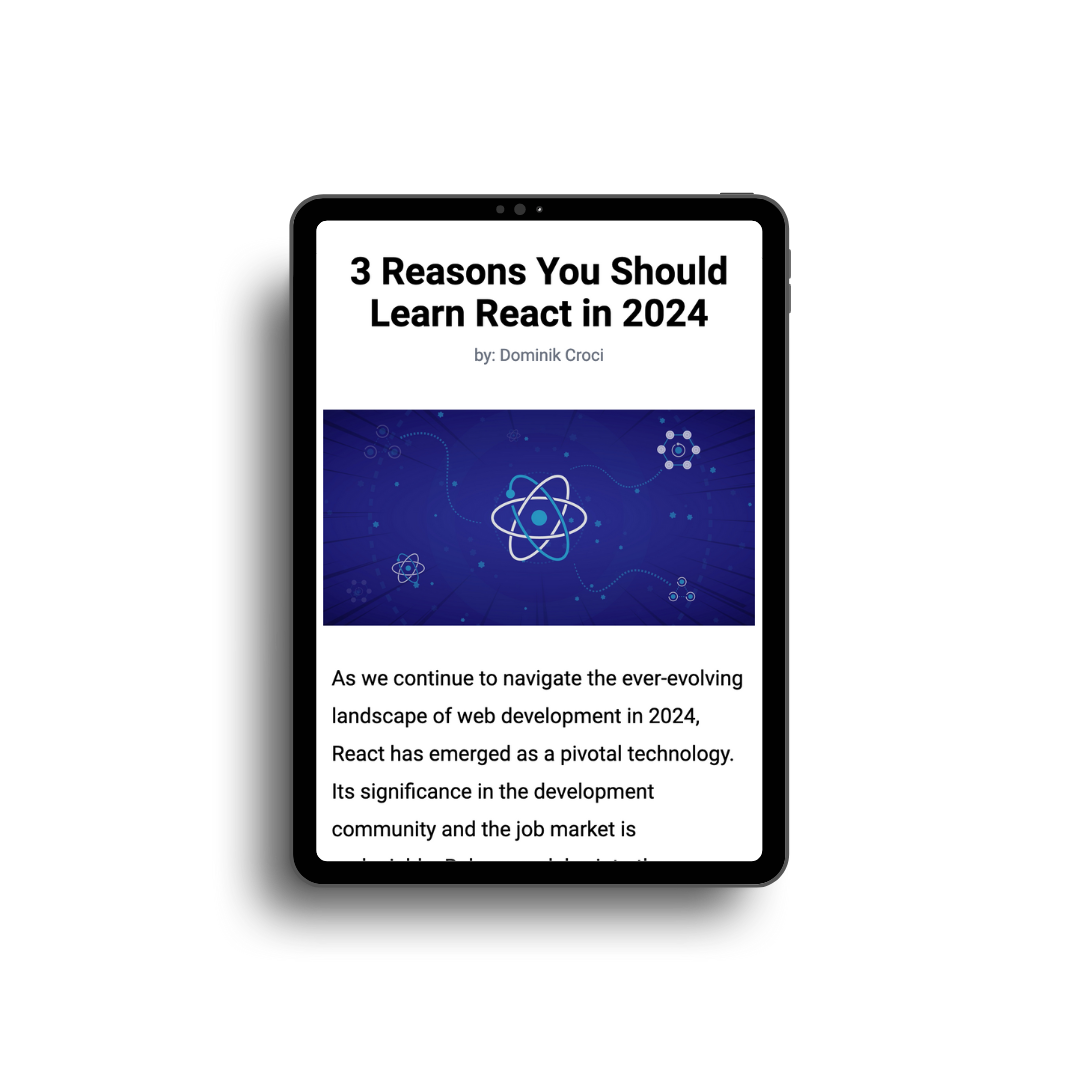 3 Reasons You Should
Learn React in 2024
by: Dominik Croci
As we continue to navigate the ever-evolving
landscape of web development in 2024,
React has emerged as a pivotal technology.
Its significance in the development
community and the job market is